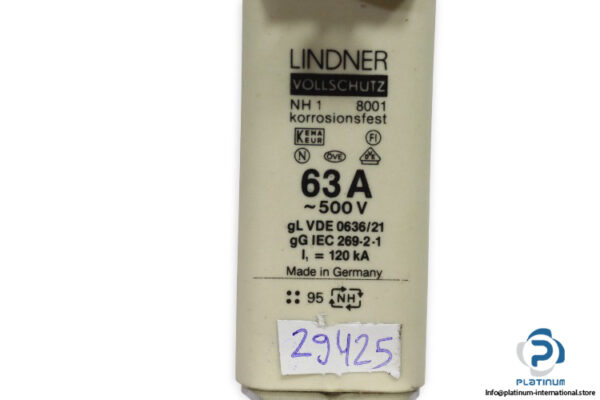 LINDNER
VOLLSCHUTZ
NH 1 8001
korrosionsfest
KEMA KEUR FI
N ÖVE
63 A
~ 500 V
gL VDE 0636/21
gG IEC 269-2-1
I₁ = 120 kA
Made in Germany
95 NH
29425
PLATINUM
info@platinum-international.store